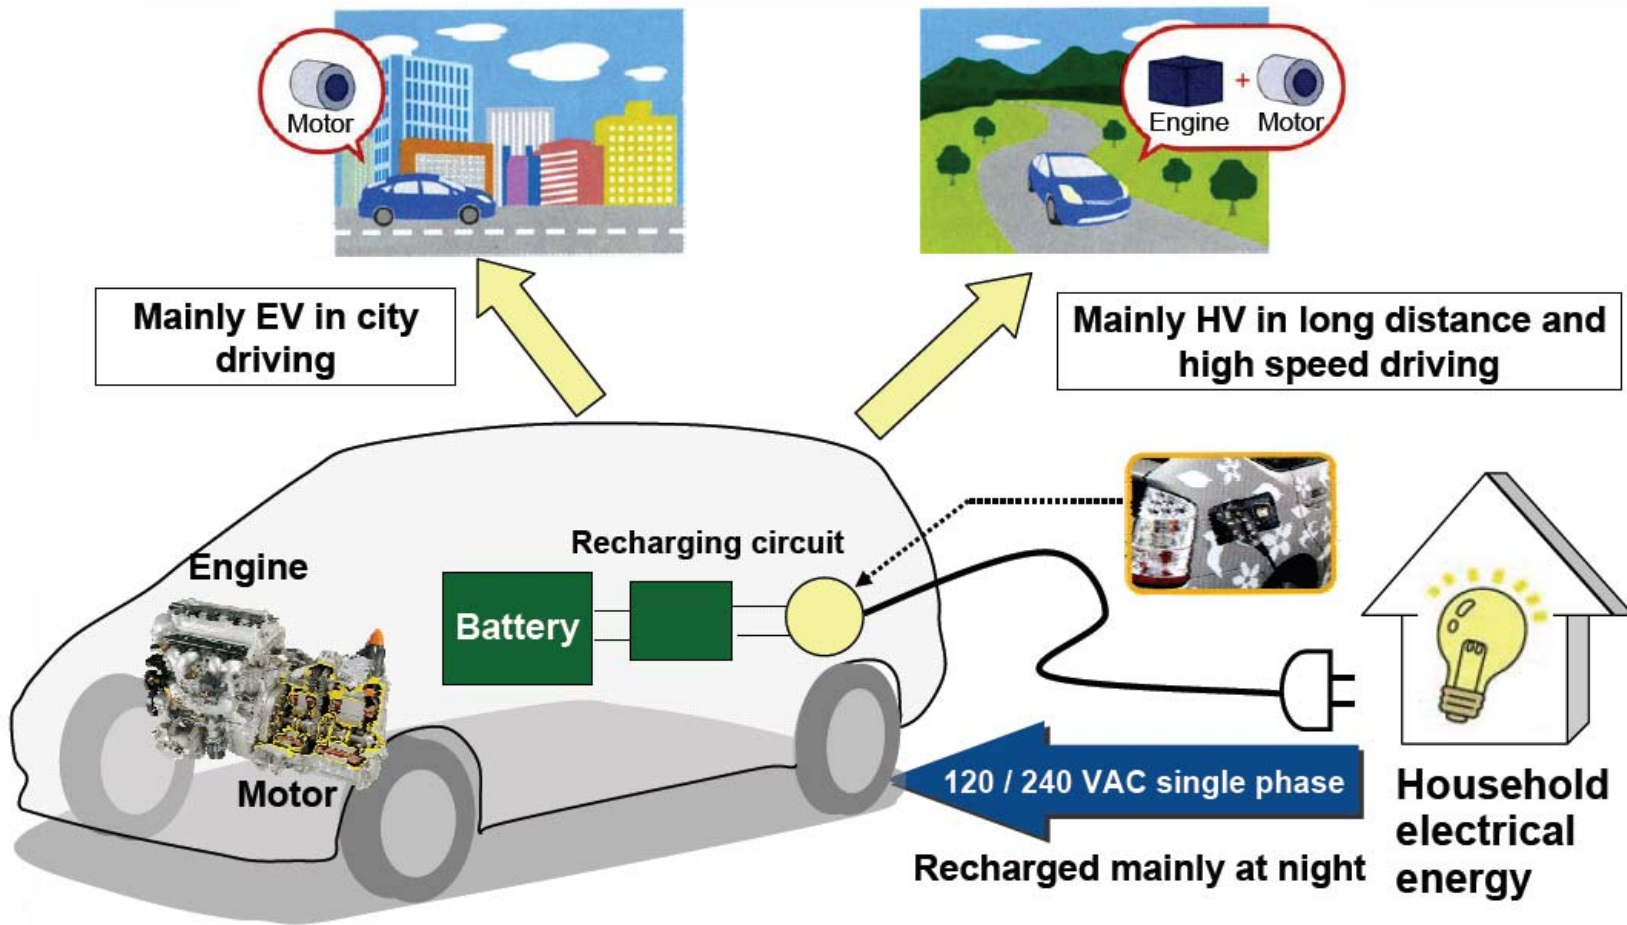 Motor
Engine
+
Motor
Mainly EV in city
driving
Mainly HV in long distance and
high speed driving
Recharging circuit
Engine
Battery
Motor
120 / 240 VAC single phase
Recharged mainly at night
Household
electrical
energy